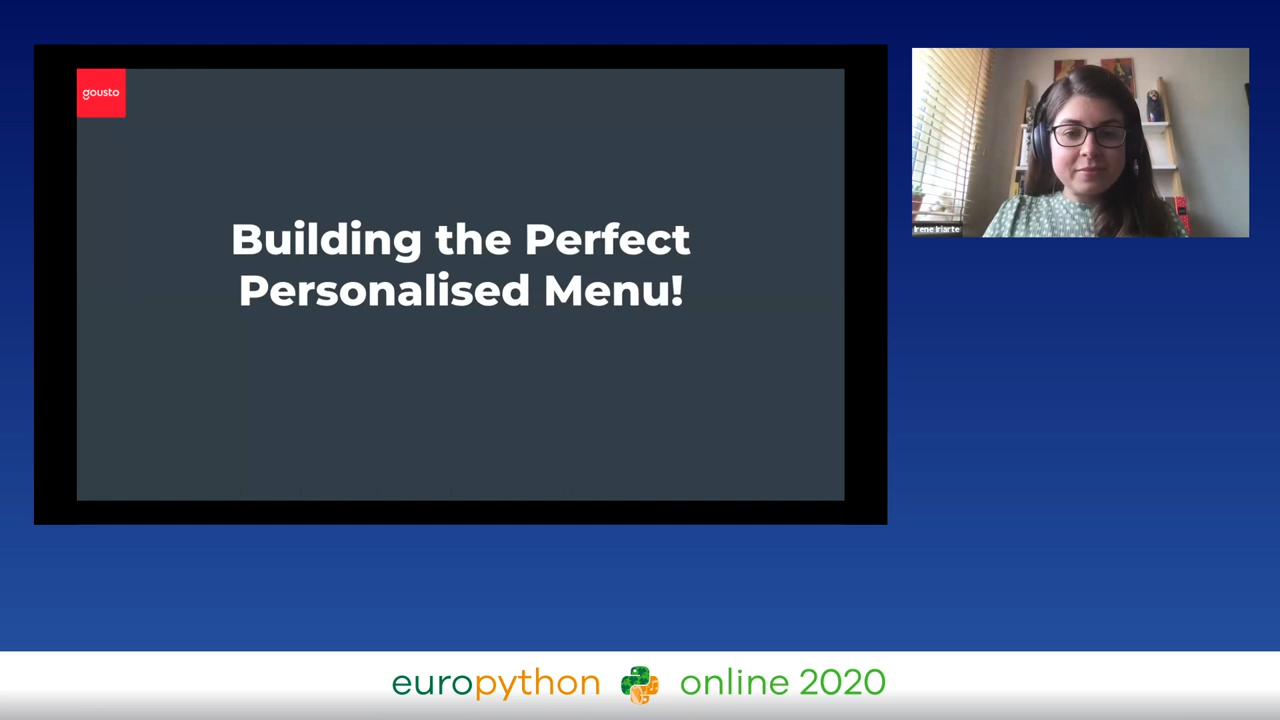 gousto
Building the Perfect
Personalised Menu!
Irene Iriarte
europython online 2020